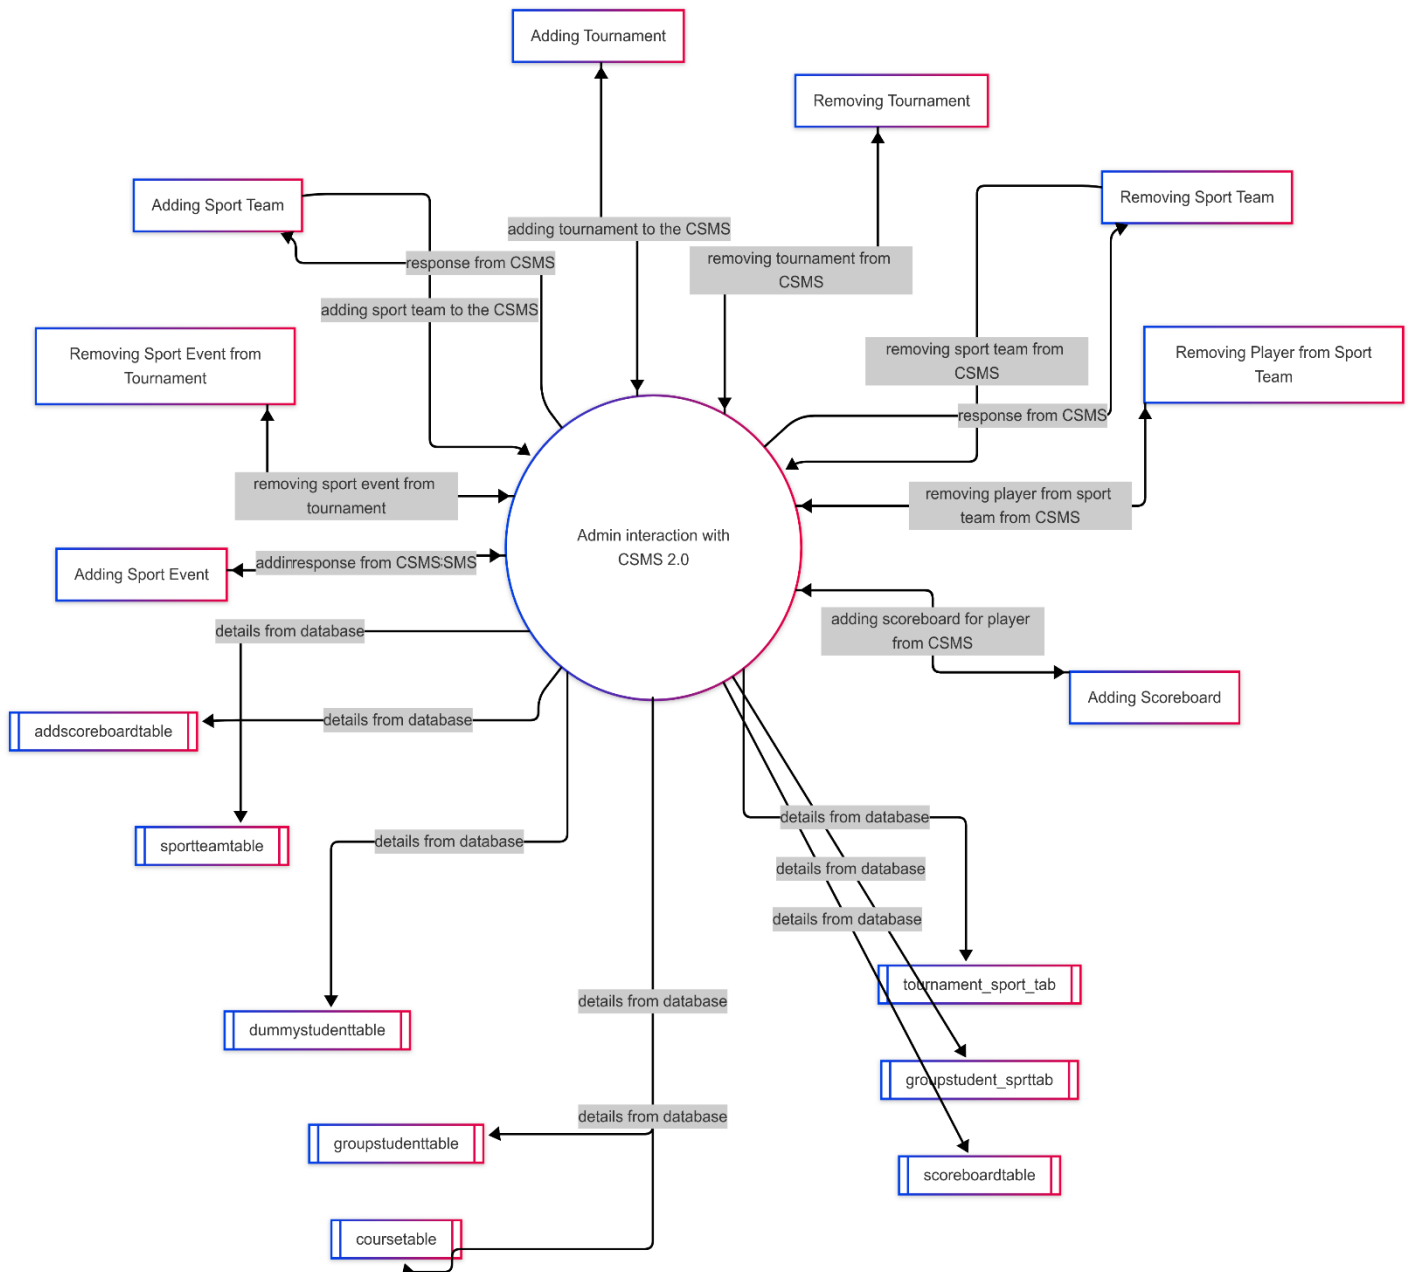 Adding Tournament
Removing Tournament
Adding Sport Team
Removing Sport Team
adding tournament to the CSMS
response from CSMS
removing tournament from
CSMS
adding sport team to the CSMS
Removing Sport Event from
Tournament
removing sport team from
CSMS
Removing Player from Sport
Team
response from CSMS
removing sport event from
tournament
removing player from sport
team from CSMS
Admin interaction with
CSMS 2.0
Adding Sport Event
response from CSMS
adding scoreboard for player
from CSMS
details from database
Adding Scoreboard
addscoreboardtable
details from database
sportteamtable
details from database
details from database
details from database
details from database
tournament_sport_tab
details from database
dummystudenttable
groupstudent_sprttab
details from database
groupstudenttable
scoreboardtable
coursetable